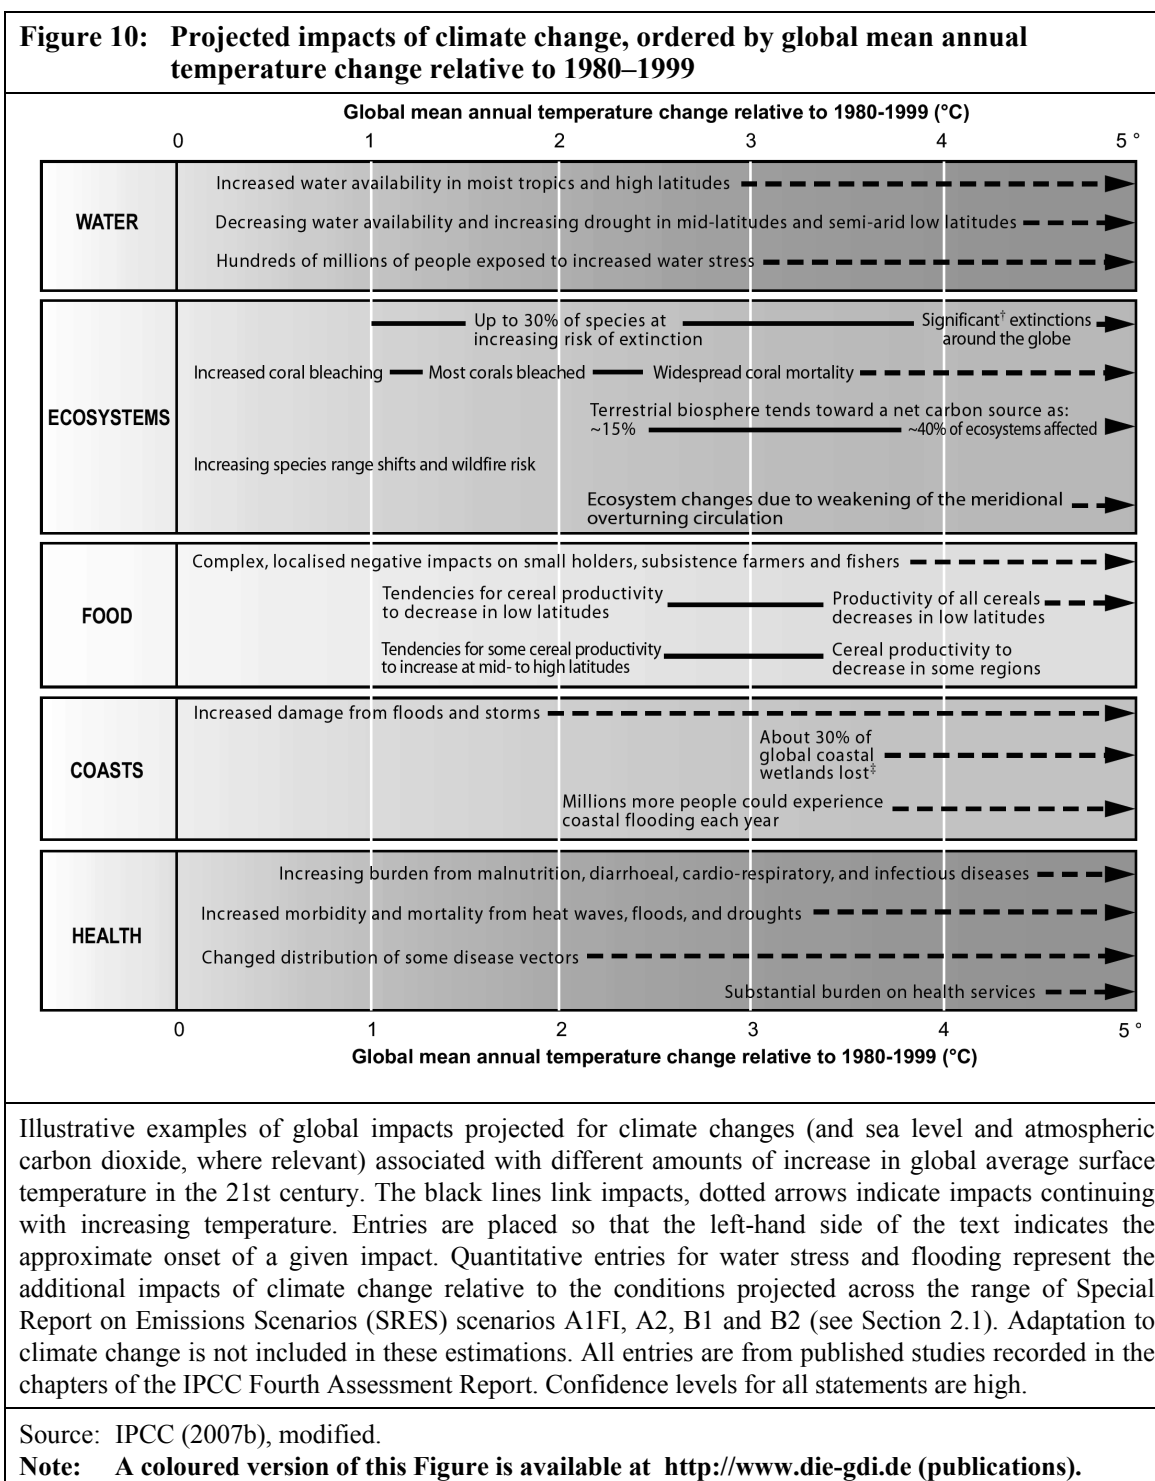 Figure 10: Projected impacts of climate change, ordered by global mean annual
temperature change relative to 1980–1999
Global mean annual temperature change relative to 1980-1999 (°C)
0 1 2 3 4 5 °
WATER
Increased water availability in moist tropics and high latitudes
Decreasing water availability and increasing drought in mid-latitudes and semi-arid low latitudes
Hundreds of millions of people exposed to increased water stress
ECOSYSTEMS
Up to 30% of species at
increasing risk of extinction
Significant† extinctions
around the globe
Increased coral bleaching Most corals bleached Widespread coral mortality
Terrestrial biosphere tends toward a net carbon source as:
~15% ~40% of ecosystems affected
Increasing species range shifts and wildfire risk
Ecosystem changes due to weakening of the meridional
overturning circulation
FOOD
Complex, localised negative impacts on small holders, subsistence farmers and fishers
Tendencies for cereal productivity
to decrease in low latitudes
Productivity of all cereals
decreases in low latitudes
Tendencies for some cereal productivity
to increase at mid- to high latitudes
Cereal productivity to
decrease in some regions
COASTS
Increased damage from floods and storms
About 30% of
global coastal
wetlands lost‡
Millions more people could experience
coastal flooding each year
HEALTH
Increasing burden from malnutrition, diarrhoeal, cardio-respiratory, and infectious diseases
Increased morbidity and mortality from heat waves, floods, and droughts
Changed distribution of some disease vectors
Substantial burden on health services
0 1 2 3 4 5 °
Global mean annual temperature change relative to 1980-1999 (°C)
Illustrative examples of global impacts projected for climate changes (and sea level and atmospheric
carbon dioxide, where relevant) associated with different amounts of increase in global average surface
temperature in the 21st century. The black lines link impacts, dotted arrows indicate impacts continuing
with increasing temperature. Entries are placed so that the left-hand side of the text indicates the
approximate onset of a given impact. Quantitative entries for water stress and flooding represent the
additional impacts of climate change relative to the conditions projected across the range of Special
Report on Emissions Scenarios (SRES) scenarios A1FI, A2, B1 and B2 (see Section 2.1). Adaptation to
climate change is not included in these estimations. All entries are from published studies recorded in the
chapters of the IPCC Fourth Assessment Report. Confidence levels for all statements are high.
Source: IPCC (2007b), modified.
Note: A coloured version of this Figure is available at http://www.die-gdi.de (publications).